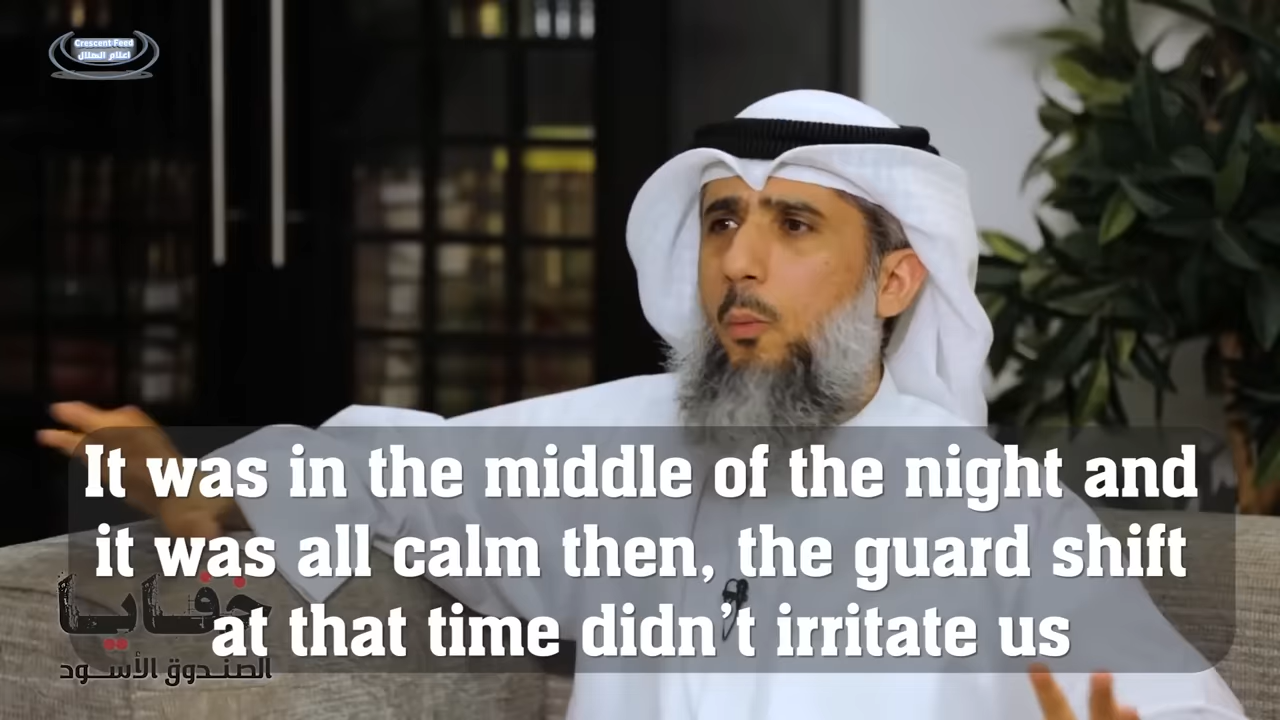 Crescent Feed
اعلام الهلال
It was in the middle of the night and
it was all calm then, the guard shift
at that time didn't irritate us
خفايا
الصندوق الأسود